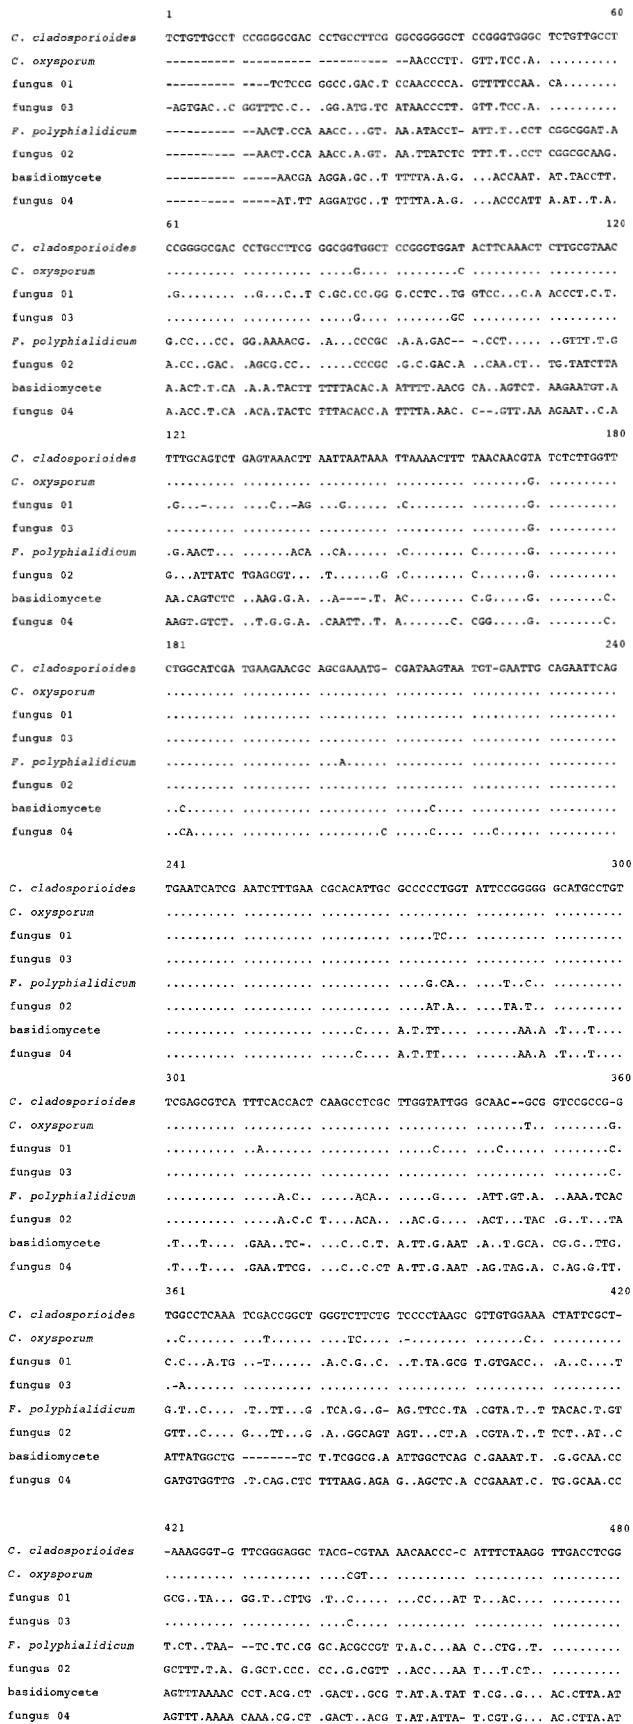 1 60
C. cladosporioides TCTGTTGCCT CCGGGGCGAC CCTGCCTTCG GGCGGGGGCT CCGGGTGGGC TCTGTTGCCT
C. oxysporum ---------- ---------- ---------- --AACCCTT. GTT.TCC.A. ..........
fungus 01 ---------- ----TCTCCG GGCC.GAC.T CAACCCCA. GTTTTCCAA. CA........
fungus 03 -AGTGAC..C GGTTTC.C.. .GG.ATG.TC ATAACCCTT. GTT.TCC.A. ..........
F. polyphialidicum ---------- --AACT.CCA AACC...GT. AA.ATACCT- ATT.T..CCT CGGCGGAT.A
fungus 02 ---------- --AACT.CCA AACC.A.GT. AA.TTATCTC TTT.T..CCT CGGCGCAAG.
basidiomycete ---------- -----AACGA AGGA.GC..T TTTTA.A.G. ...ACCAAT. AT.TACCTT.
fungus 04 ---------- -----AT.TT AGGATGC..T TTTTTA.A.G. .ACCCATT A.AT..T.A.
61 120
C. cladosporioides CCGGGGCGAC CCTGCCTTCG GGCGGTGGCT CCGGGTGGAT ACTTCAAACT CTTGCGTAAC
C. oxysporum .......... .......... .....G.... ........C. .......... ..........
fungus 01 .G........ ..G...C..T C.GC.CC.GG G.CCTC..TG GTCC...C.A ACCCT.C.T.
fungus 03 .......... .......... .....G.... .......GC. .......... ..........
F. polyphialidicum G.CC...CC. GG.AAAACG. .A...CCCGC .A.A.GAC-- -.CCT..... ..GTTT.T.G
fungus 02 A.CC..GAC. .AGCG.CC.. ....CCCGC .G.C.GAC.A .CAA.CT.. TG.TATCTTA
basidiomycete A.ACT.T.CA .A.A.TACTT TTTTACAC.A ATTTT.AACG CA..AGTCT. AAGAATGT.A
fungus 04 A.ACC.T.CA .ACA.TACTC TTTACACC.A TTTTA.AAC. C--.GTT.AA AGAAT..C.A
121 180
C. cladosporioides TTTGCAGTCT GAGTAAACTT AATTAATAAA TTAAAACTTT TAACAACGTA TCTCTTGGTT
C. oxysporum .......... .......... .......... .......... ........G. ..........
fungus 01 .G...-.... ....C..-AG ...G...... .C........ .......... ..........
fungus 03 .......... .......... .......... .......... ........G. ..........
F. polyphialidicum .G.AACT... .......ACA ..CA...... .C........ C.......G. ..........
fungus 02 G...ATTATC TGAGCGT... .T.......G .C........ C.......G. ..........
basidiomycete AA.CAGTCTC ..AAG.G.A. ..A----.T. AC........ C.G.....G. ........C.
fungus 04 AAGT.GTCT. ..T.G.G.A. .CAATT..T. A.......C. CGG.....G. ........C.
181 240
C. cladosporioides CTGGCATCGA TGAAGAACGC AGCGAAATG- CGATAAGTAA TGT-GAATTG CAGAATTCAG
C. oxysporum .......... .......... .......... .......... .......... ..........
fungus 01 .......... .......... .......... .......... .......... ..........
fungus 03 .......... .......... .......... .......... .......... ..........
F. polyphialidicum .......... .......... ...A...... .......... .......... ..........
fungus 02 .......... .......... .......... .......... .......... ..........
basidiomycete ..C....... .......... .......... .....C.... .......... ..........
fungus 04 ..CA...... .......... .........C .....C.... ...C...... ..........
241 300
C. cladosporioides TGAATCATCG AATCTTTGAA CGCACATTGC GCCCCCTGGT ATTCCGGGGG GCATGCCTGT
C. oxysporum .......... .......... .......... .......... .......... ..........
fungus 01 .......... .......... .......... .....TC... .......... ..........
fungus 03 .......... .......... .......... .......... .......... ..........
F. polyphialidicum .......... .......... .......... ....G.CA.. ....T..C.. ..........
fungus 02 .......... .......... .......... ....AT.A.. ....TA.T.. ..........
basidiomycete .......... .......... .....C.... A.T.TT.... ......AA.A .T...T....
fungus 04 .......... .......... .....C.... A.T.TT.... ......AA.A .T...T....
301 360
C. cladosporioides TCGAGCGTCA TTTCACCACT CAAGCCTCGC TTGGTATTGG GCAAC--GCG GTCCGCCG-G
C. oxysporum .......... .......... .......... .......... .......T.. ........G.
fungus 01 .......... ..A....... .......... .....C.... ...C...... ........C.
fungus 03 .......... .......... .......... .......... .......... ........C.
F. polyphialidicum .......... ....A.C... .....ACA.. .....G.... .ATT.GT.A. ..AAA.TCAC
fungus 02 .......... ....A.C.C T....ACA.. ..AC.G.... .ACT...TAC .G..T...TA
basidiomycete .T...T.... .GAA..TC-. ...C..C.T. A.TT.G.AAT .A..T.GCA. CG.G..TTG.
fungus 04 .T...T.... .GAA.TTCG. ...C..C.CT A.TT.G.AAT .AG.TAG.A. C.AG.G.TT.
361 420
C. cladosporioides TGGCCTCAAA TCGACCGGCT GGGTCTTCTG TCCCCTAAGC GTTGTGGAAA CTATTCGCT-
C. oxysporum ..C....... ...T...... ....TC.... .-........ .......C.. ..........
fungus 01 C.C...A.TG .-T....... .A.C.G..C. ..T.TA.GCG T.GTGACC.. .A..C....T
fungus 03 .-A....... .......... .......... .......... .......... ..........
F. polyphialidicum G.T..C.... .T..TT...G .TCA.G..G- AG.TTCC.TA .CGTA.T..T TACAC.T.GT
fungus 02 GTT..C.... G...TT...G .A..GGCAGT AGT...CT.A .CGTA.T..T TCT..AT..C
basidiomycete ATTATGGCTG --------TC T.TCGGCG.A ATTGGCTCAG C.GAAAT.T. .G.GCAA.CC
fungus 04 GATGTGGTTG .T.CAG.CTC TTTAAG.AGA G..AGCTC.A CCGAAAT.C. TG.GCAA.CC
421 480
C. cladosporioides -AAAGGGT-G TTCGGGAGGC TACG-CGTAA AACAACCC-C ATTTCTAAGG TTGACCTCGG
C. oxysporum .......... .......... ....CGT... .......... .......... ..........
fungus 01 GCG..TA... GG.T..CTTG .T..C..... ...CC...AT T...AC.... ..........
fungus 03 .......... .......... ....C..... .......... .......... ..........
F. polyphialidicum T.CT..TAA- ..-TC.TC.CG GC.ACGCCGT T.A.C...AA C..CTG..T. ..........
fungus 02 GCTTT.T.A. G.GCT.CCC. CC..G.CGTT ..ACC...AA T...T.CT.. ..........
basidiomycete AGTTTAAAAC CCT.ACG.CT .GACT..GCG T.AT.A.TAT T.CG..G... AC.CTTA.AT
fungus 04 AGTTT.AAAA CAAA.CG.CT .GACT..ACG T.AT.ATTA- T.CGT.G... AC.CTTA.AT